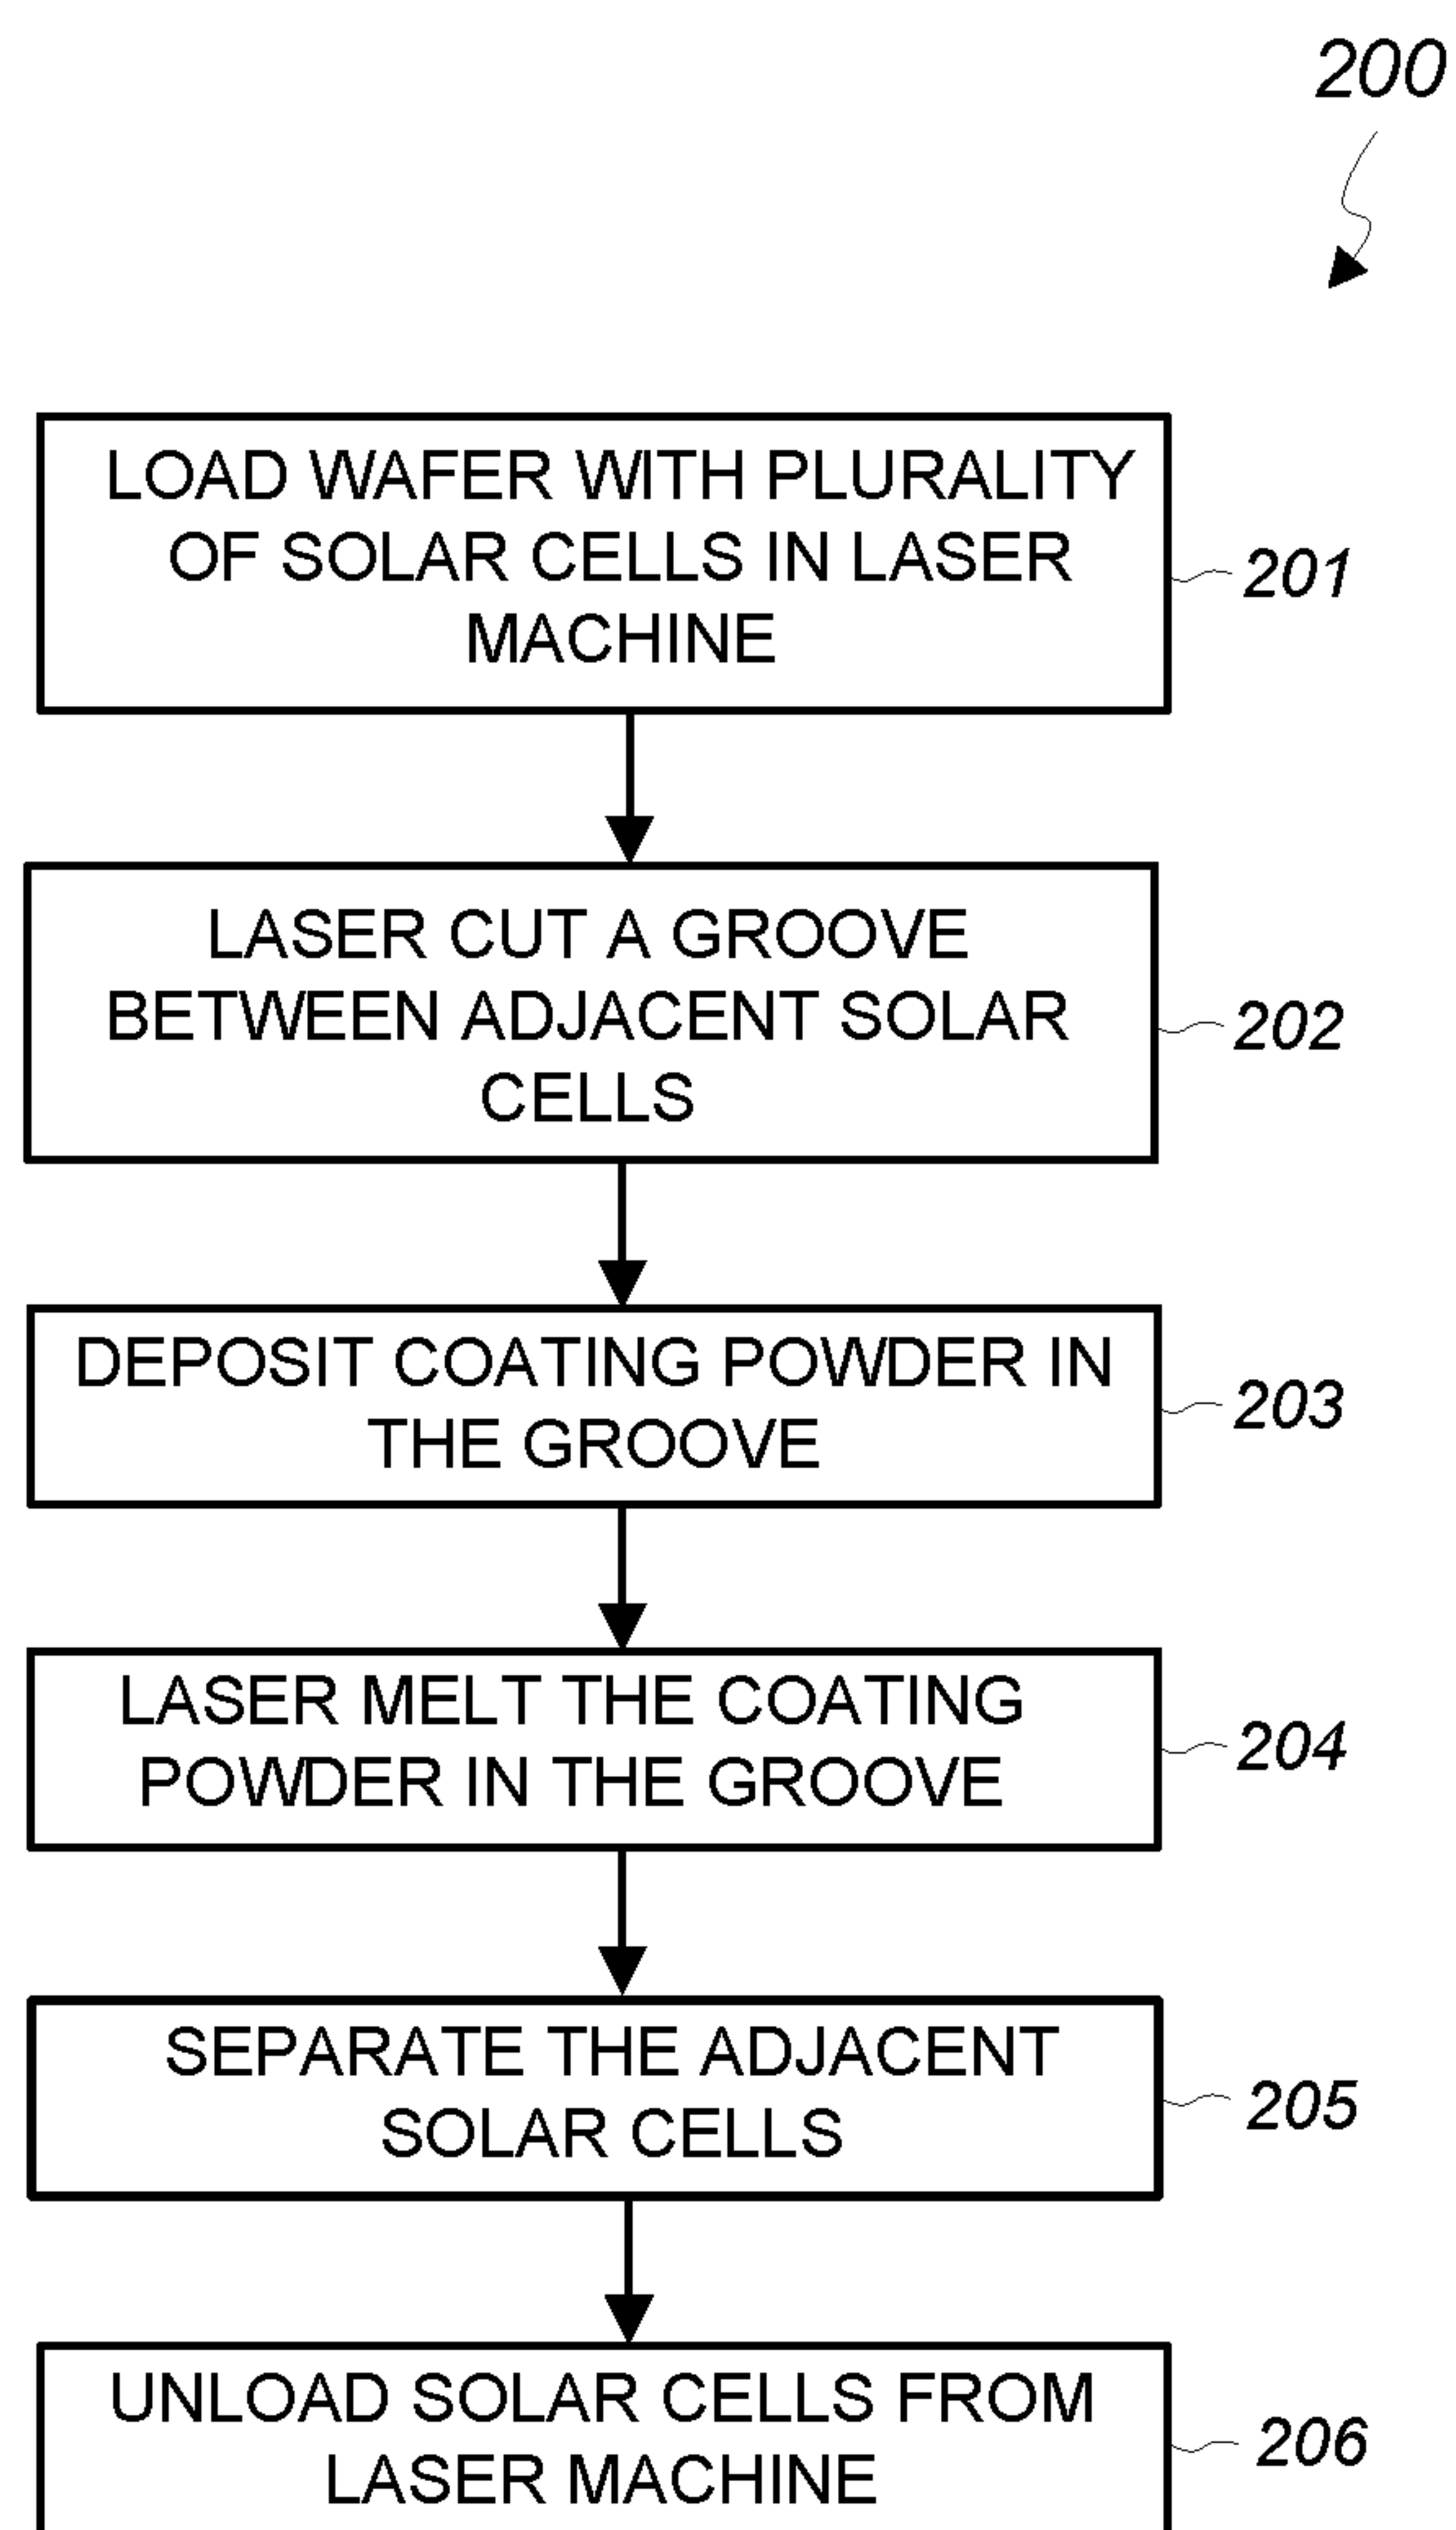 200
LOAD WAFER WITH PLURALITY
OF SOLAR CELLS IN LASER
MACHINE
201
LASER CUT A GROOVE
BETWEEN ADJACENT SOLAR
CELLS
202
DEPOSIT COATING POWDER IN
THE GROOVE
203
LASER MELT THE COATING
POWDER IN THE GROOVE
204
SEPARATE THE ADJACENT
SOLAR CELLS
205
UNLOAD SOLAR CELLS FROM
LASER MACHINE
206